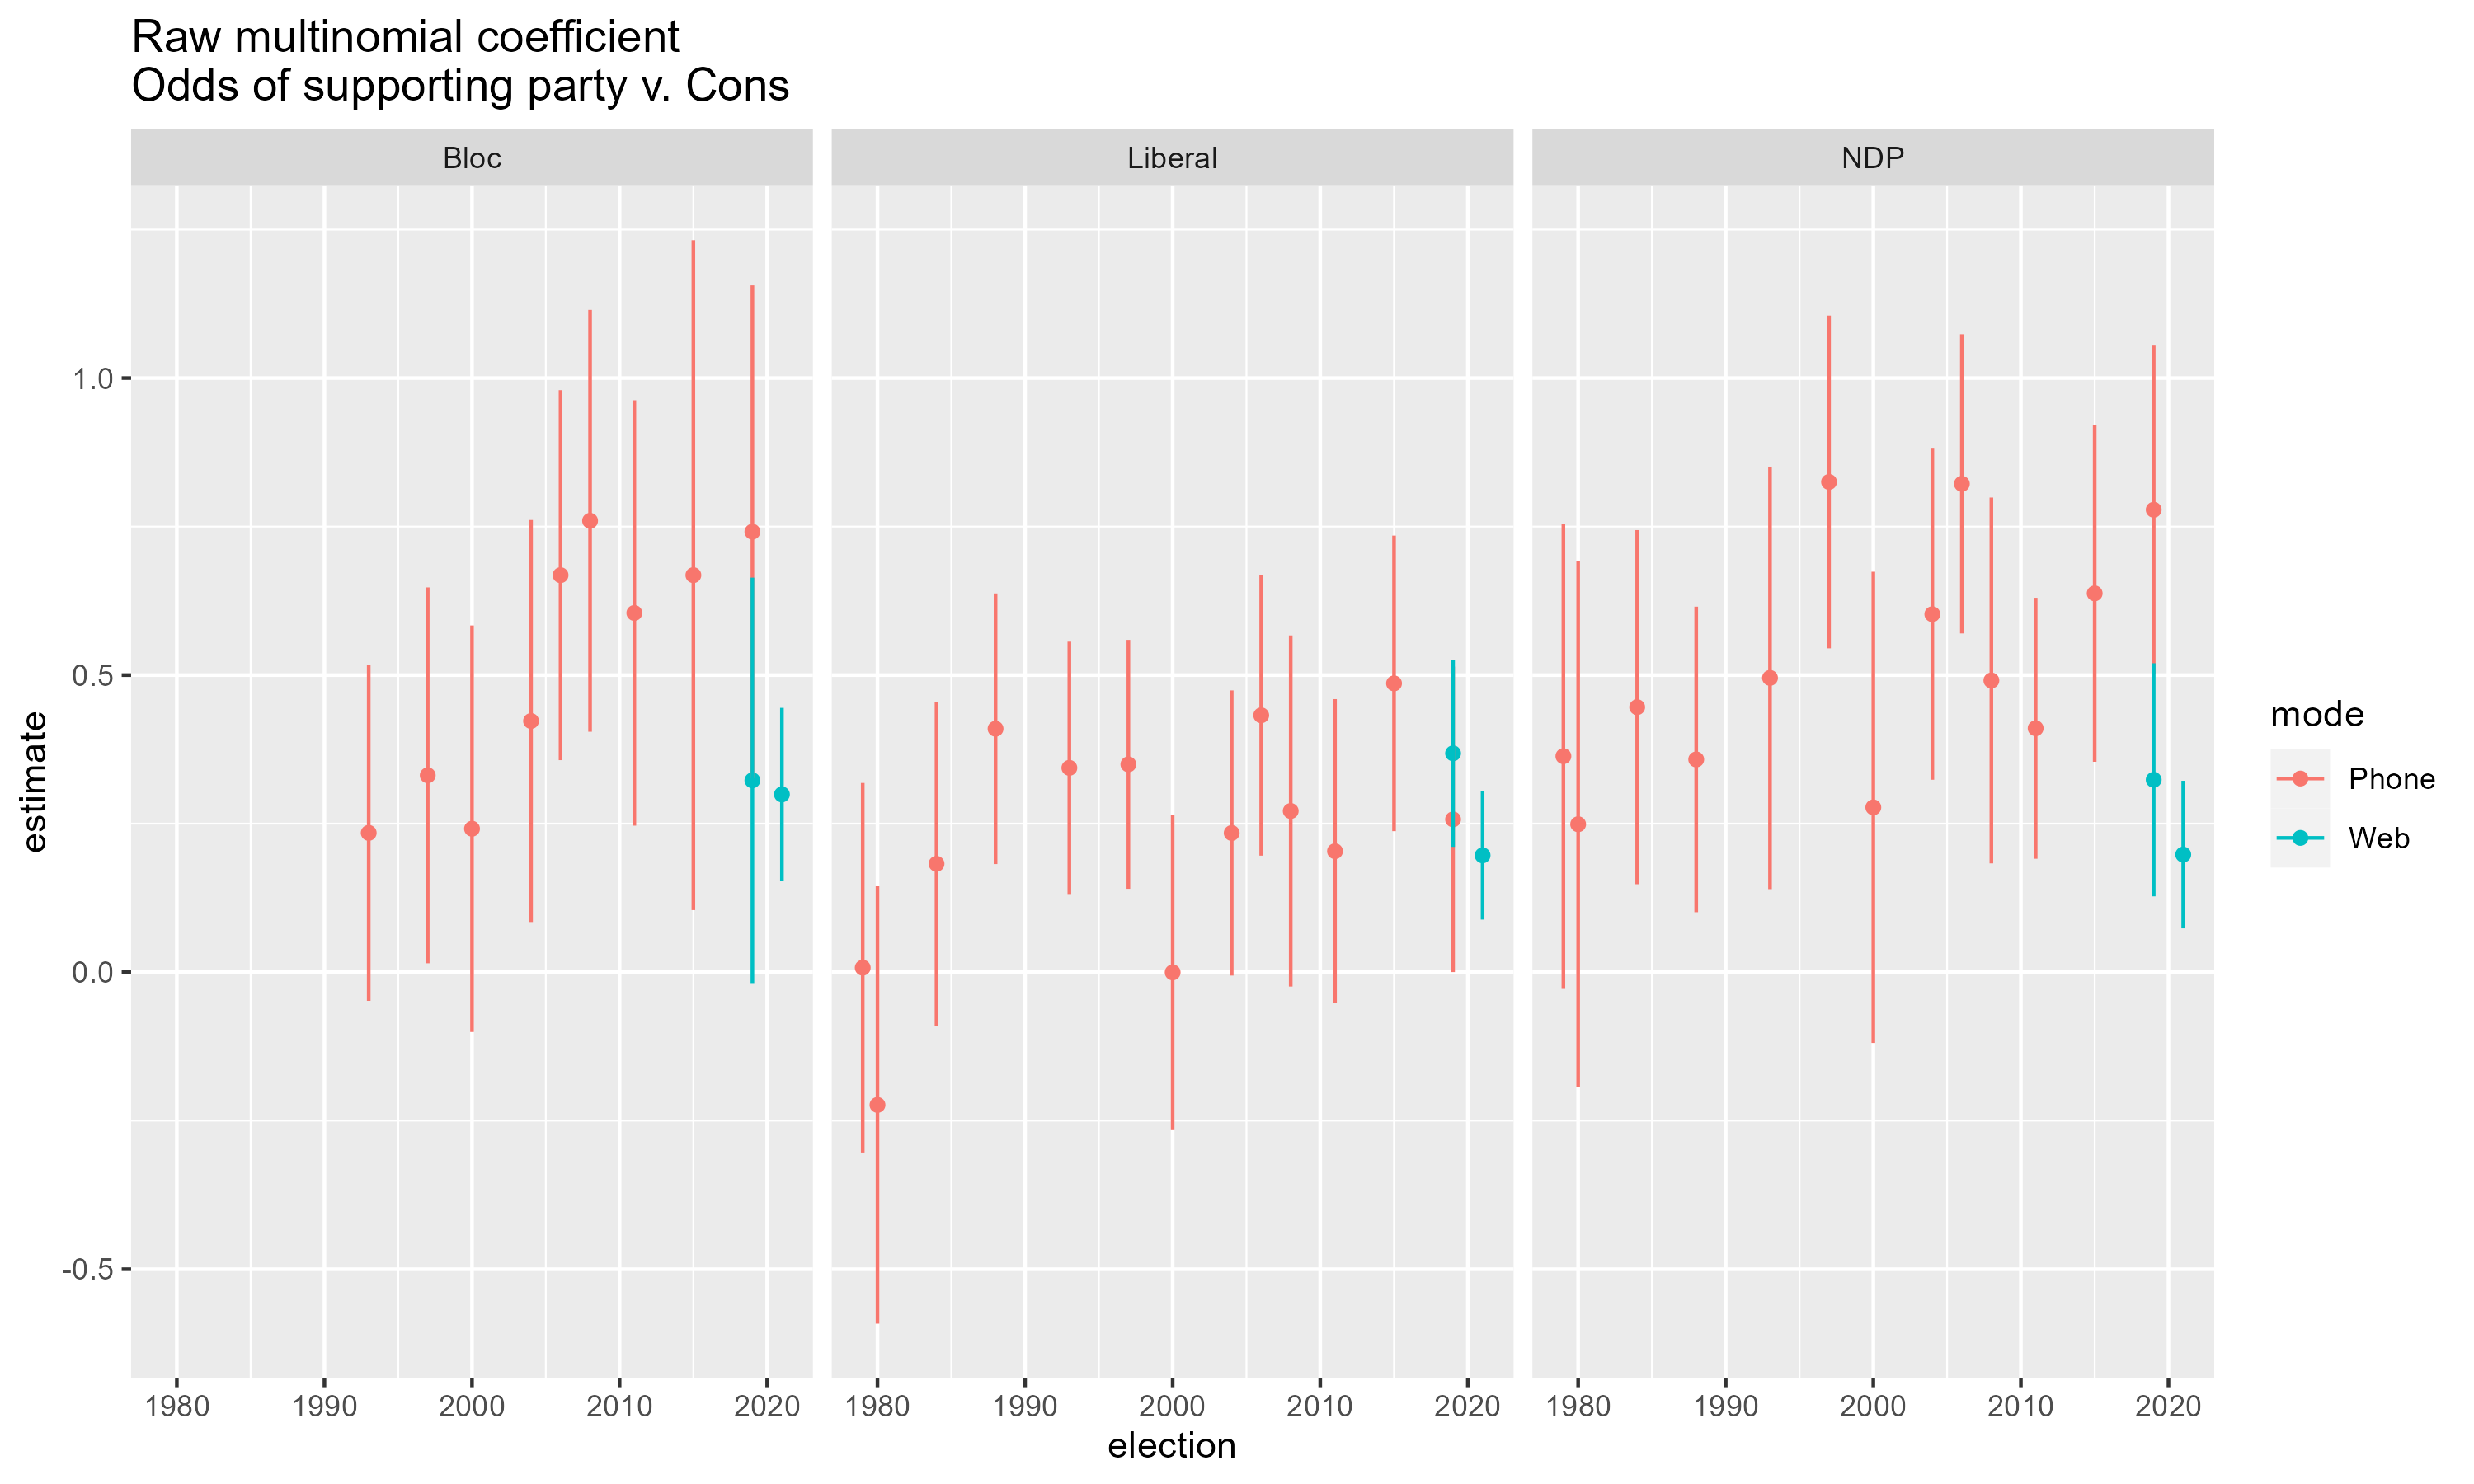 Raw multinomial coefficient
Odds of supporting party v. Cons
Bloc
Liberal
NDP
1.0
0.5
0.0
-0.5
estimate
1980 1990 2000 2010 2020
1980 1990 2000 2010 2020
1980 1990 2000 2010 2020
election
mode
Phone
Web